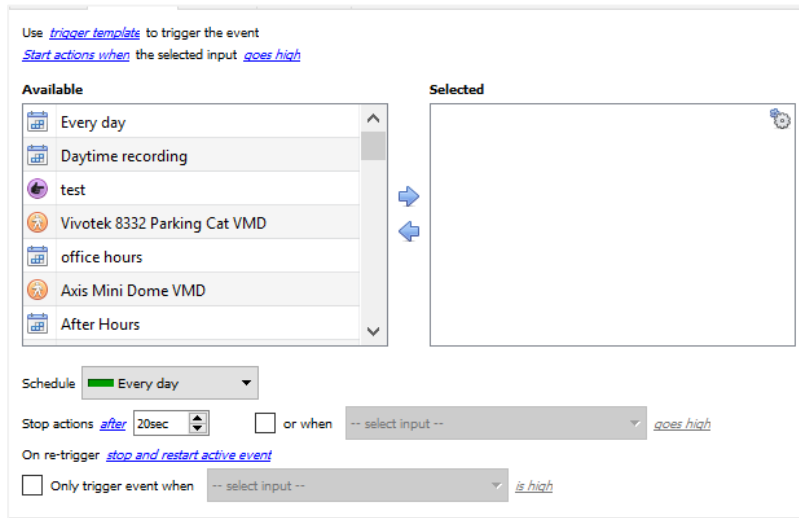 Use trigger template to trigger the event
Start actions when the selected input goes high
Available
Selected
Every day
Daytime recording
test
Vivotek 8332 Parking Cat VMD
office hours
Axis Mini Dome VMD
After Hours
Schedule Every day
Stop actions after 20sec or when -- select input -- goes high
On re-trigger stop and restart active event
Only trigger event when -- select input -- is high